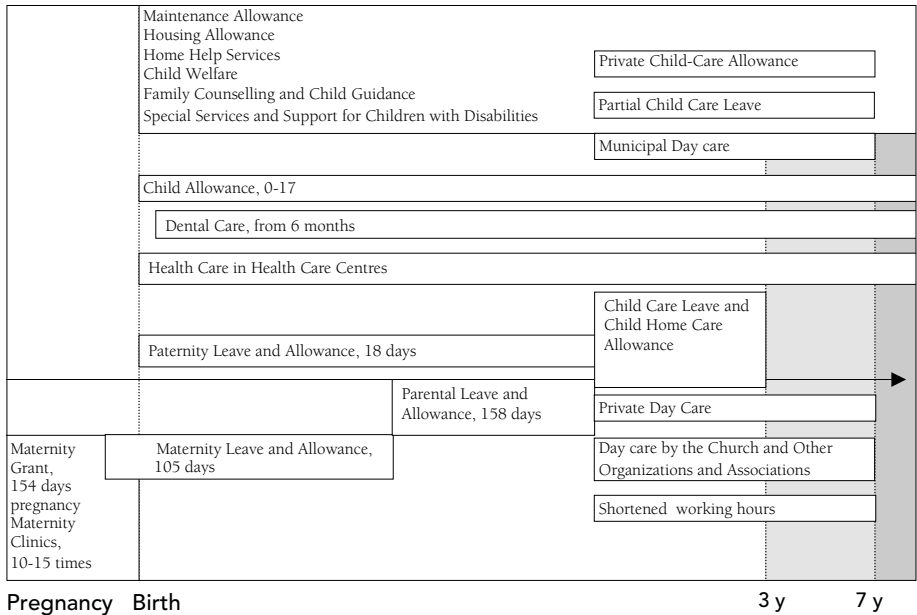 Maintenance Allowance
Housing Allowance
Home Help Services
Child Welfare
Family Counselling and Child Guidance
Special Services and Support for Children with Disabilities
Private Child-Care Allowance
Partial Child Care Leave
Municipal Day care
Child Allowance, 0-17
Dental Care, from 6 months
Health Care in Health Care Centres
Child Care Leave and
Child Home Care
Allowance
Paternity Leave and Allowance, 18 days
Parental Leave and
Allowance, 158 days
Private Day Care
Maternity
Grant,
154 days
pregnancy
Maternity
Clinics,
10-15 times
Maternity Leave and Allowance,
105 days
Day care by the Church and Other
Organizations and Associations
Shortened working hours
Pregnancy Birth 3 y 7 y